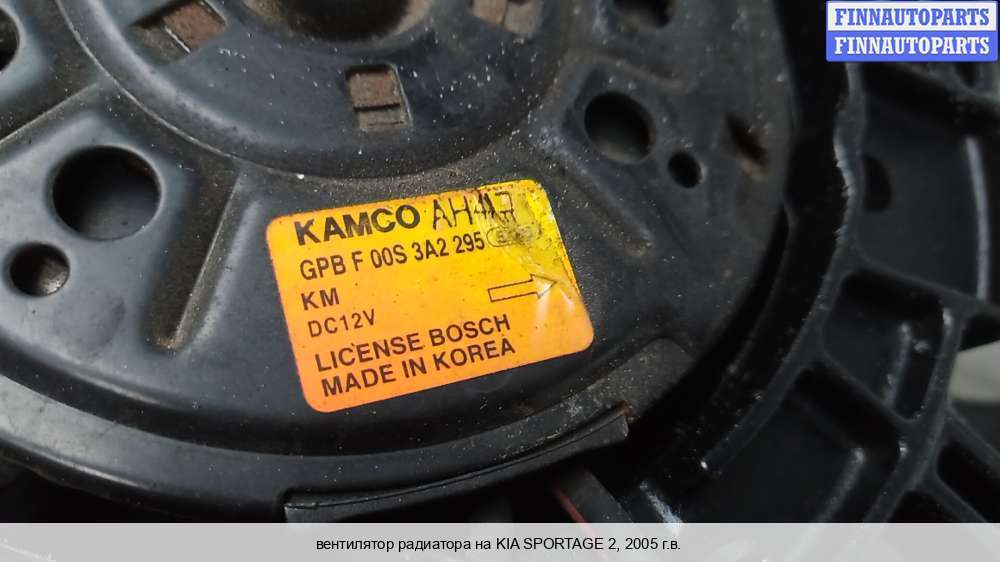 FINNAUTOPARTS
FINNAUTOPARTS
KAMCO AH47
GPB F 00S 3A2 295
KM
DC12V
LICENSE BOSCH
MADE IN KOREA
вентилятор радиатора на KIA SPORTAGE 2, 2005 г.в.